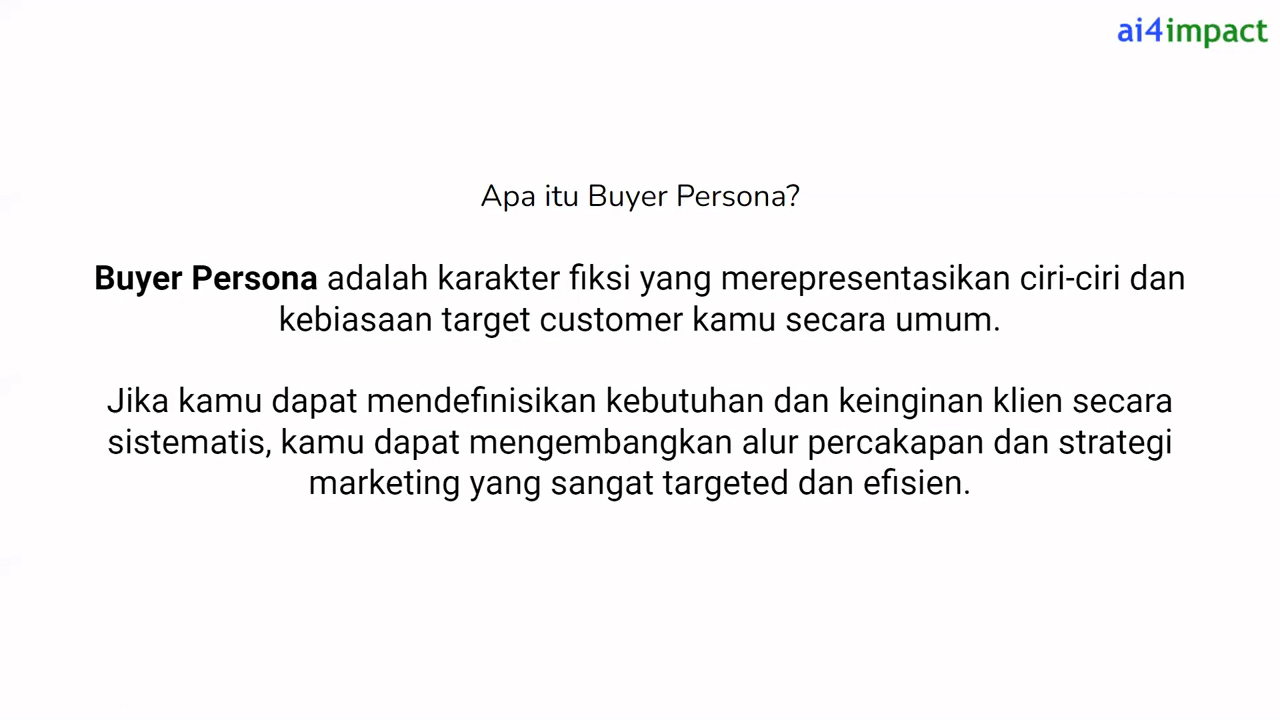 ai4impact
Apa itu Buyer Persona?
Buyer Persona adalah karakter fiksi yang merepresentasikan ciri-ciri dan
kebiasaan target customer kamu secara umum.
Jika kamu dapat mendefinisikan kebutuhan dan keinginan klien secara
sistematis, kamu dapat mengembangkan alur percakapan dan strategi
marketing yang sangat targeted dan efisien.